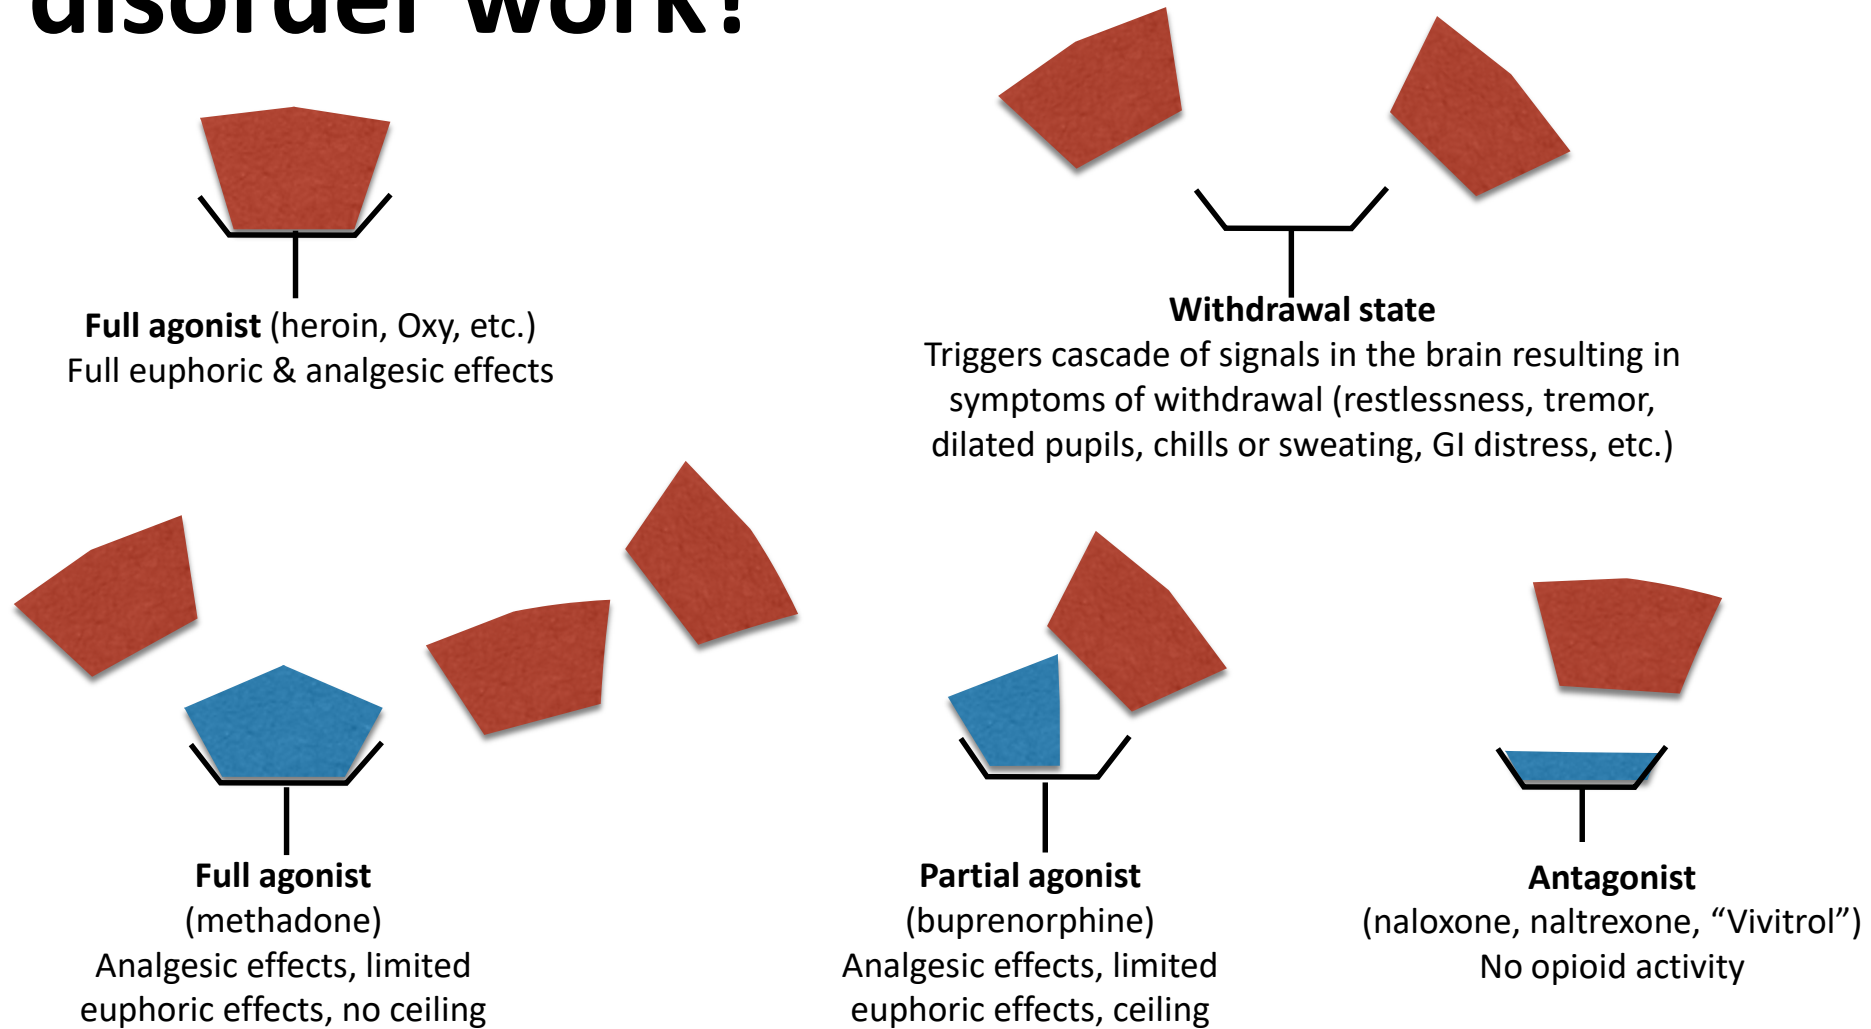 disorder work?
Full agonist (heroin, Oxy, etc.)
Full euphoric & analgesic effects
Withdrawal state
Triggers cascade of signals in the brain resulting in
symptoms of withdrawal (restlessness, tremor,
dilated pupils, chills or sweating, GI distress, etc.)
Full agonist
(methadone)
Analgesic effects, limited
euphoric effects, no ceiling
Partial agonist
(buprenorphine)
Analgesic effects, limited
euphoric effects, ceiling
Antagonist
(naloxone, naltrexone, “Vivitrol”)
No opioid activity